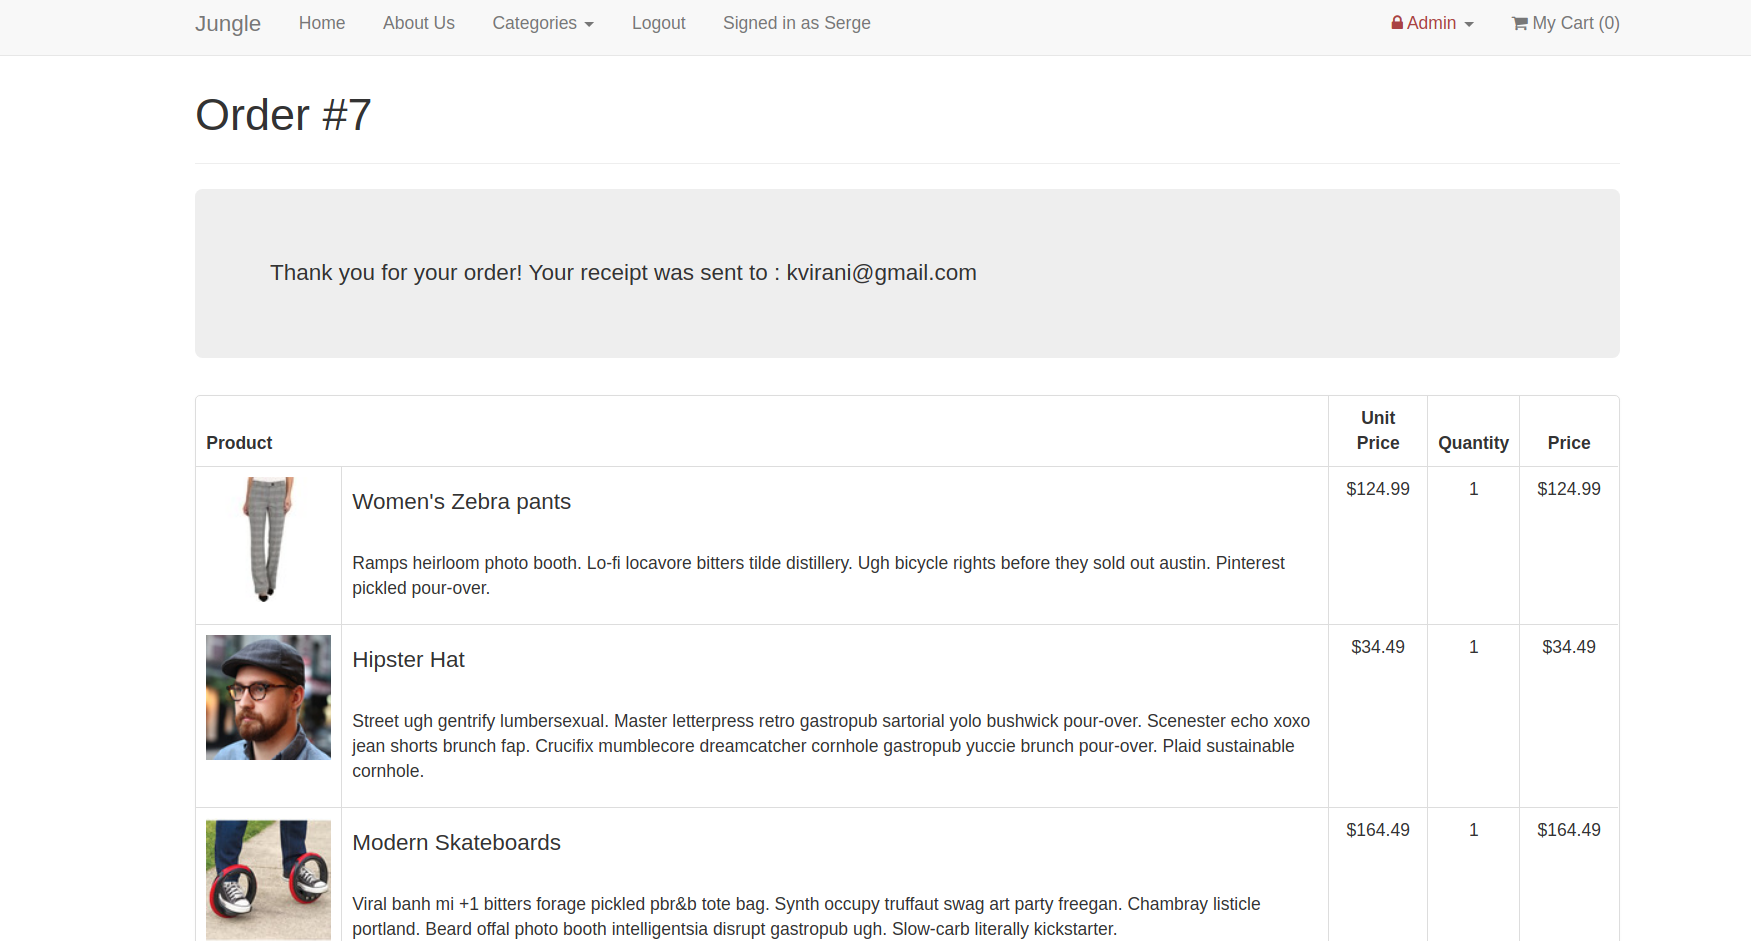 Jungle Home About Us Categories Logout Signed in as Serge Admin My Cart (0)
Order #7
Thank you for your order! Your receipt was sent to : kvirani@gmail.com
Unit
Product Price Quantity Price
Women's Zebra pants $124.99 1 $124.99
Ramps heirloom photo booth. Lo-fi locavore bitters tilde distillery. Ugh bicycle rights before they sold out austin. Pinterest
pickled pour-over.
Hipster Hat $34.49 1 $34.49
Street ugh gentrify lumbersexual. Master letterpress retro gastropub sartorial yolo bushwick pour-over. Scenester echo xoxo
jean shorts brunch fap. Crucifix mumblecore dreamcatcher cornhole gastropub yuccie brunch pour-over. Plaid sustainable
cornhole.
Modern Skateboards $164.49 1 $164.49
Viral banh mi +1 bitters forage pickled pbr&b tote bag. Synth occupy truffaut swag art party freegan. Chambray listicle
portland. Beard offal photo booth intelligentsia disrupt gastropub ugh. Slow-carb literally kickstarter.